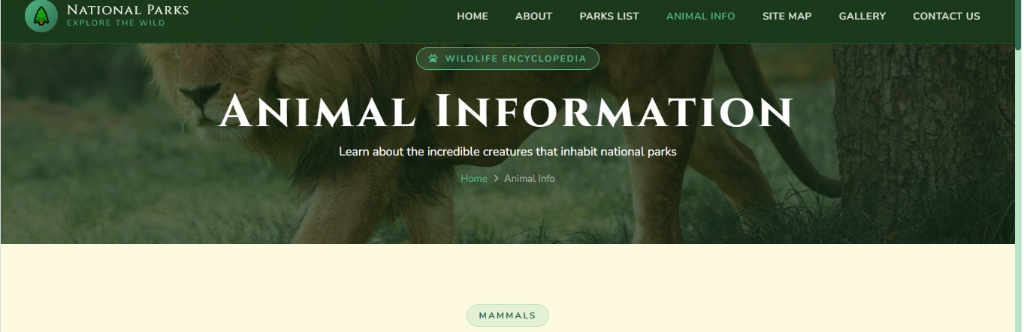 NATIONAL PARKS
EXPLORE THE WILD
HOME ABOUT PARKS LIST ANIMAL INFO SITE MAP GALLERY CONTACT US
WILDLIFE ENCYCLOPEDIA
ANIMAL INFORMATION
Learn about the incredible creatures that inhabit national parks
Home > Animal Info
MAMMALS